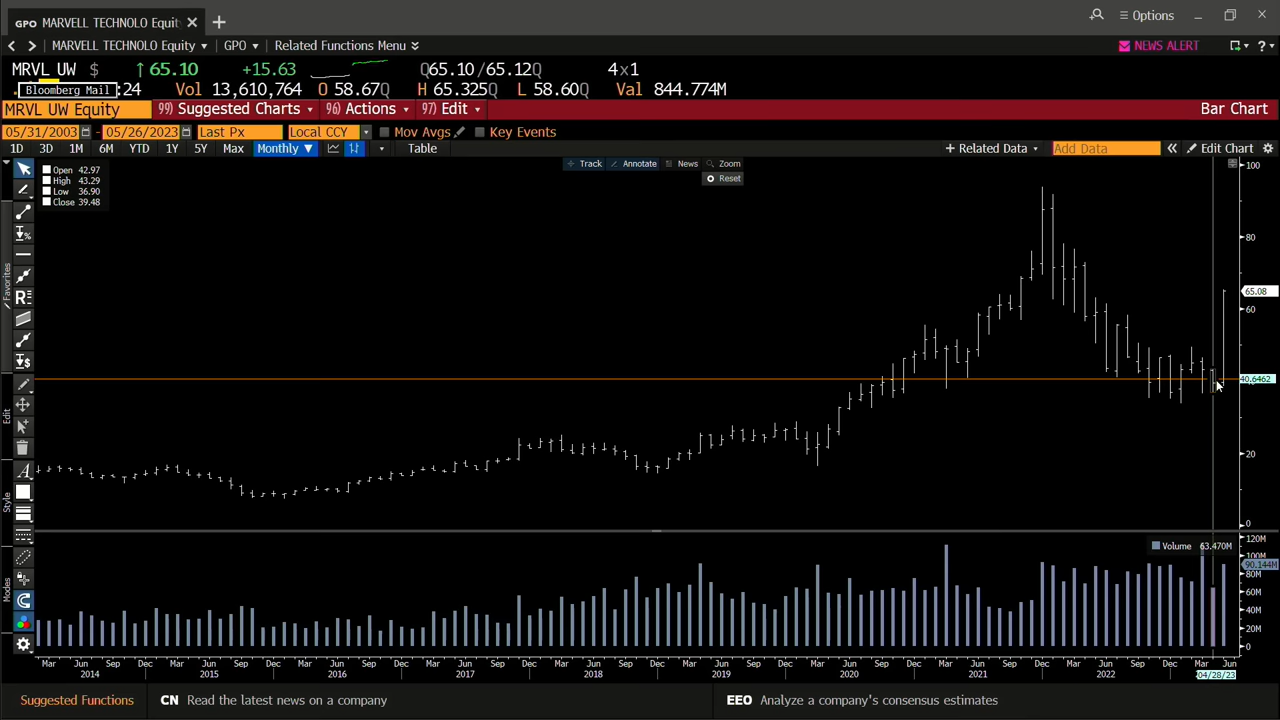 GPO MARVELL TECHNOLO Equit × +
Options
MARVELL TECHNOLO Equity GPO Related Functions Menu
NEWS ALERT
MRVL UW $ ↑ 65.10 +15.63 Q65.10/65.12Q 4x1
Bloomberg Mail :24 Vol 13,610,764 O 58.67Q H 65.325Q L 58.60Q Val 844.774M
MRVL UW Equity 99) Suggested Charts 96) Actions 97) Edit Bar Chart
05/31/2003 - 05/26/2023 Last Px Local CCY Mov Avgs Key Events
1D 3D 1M 6M YTD 1Y 5Y Max Monthly ▼ Table + Related Data Add Data « Edit Chart
Track Annotate News Zoom
Reset
Open 42.97
High 43.29
Low 36.90
Close 39.48
100
80
65.08
60
40.6462
20
0
Favorites
Edit
Style
Modes
Volume 63.470M
120M
100M
90.144M
80M
60M
40M
20M
0
Mar Jun Sep Dec Mar Jun Sep Dec Mar Jun Sep Dec Mar Jun Sep Dec Mar Jun Sep Dec Mar Jun Sep Dec Mar Jun Sep Dec Mar Jun Sep Dec Mar Jun Sep Dec Mar Jun
2014 2015 2016 2017 2018 2019 2020 2021 2022 04/28/23
Suggested Functions CN Read the latest news on a company EEO Analyze a company's consensus estimates